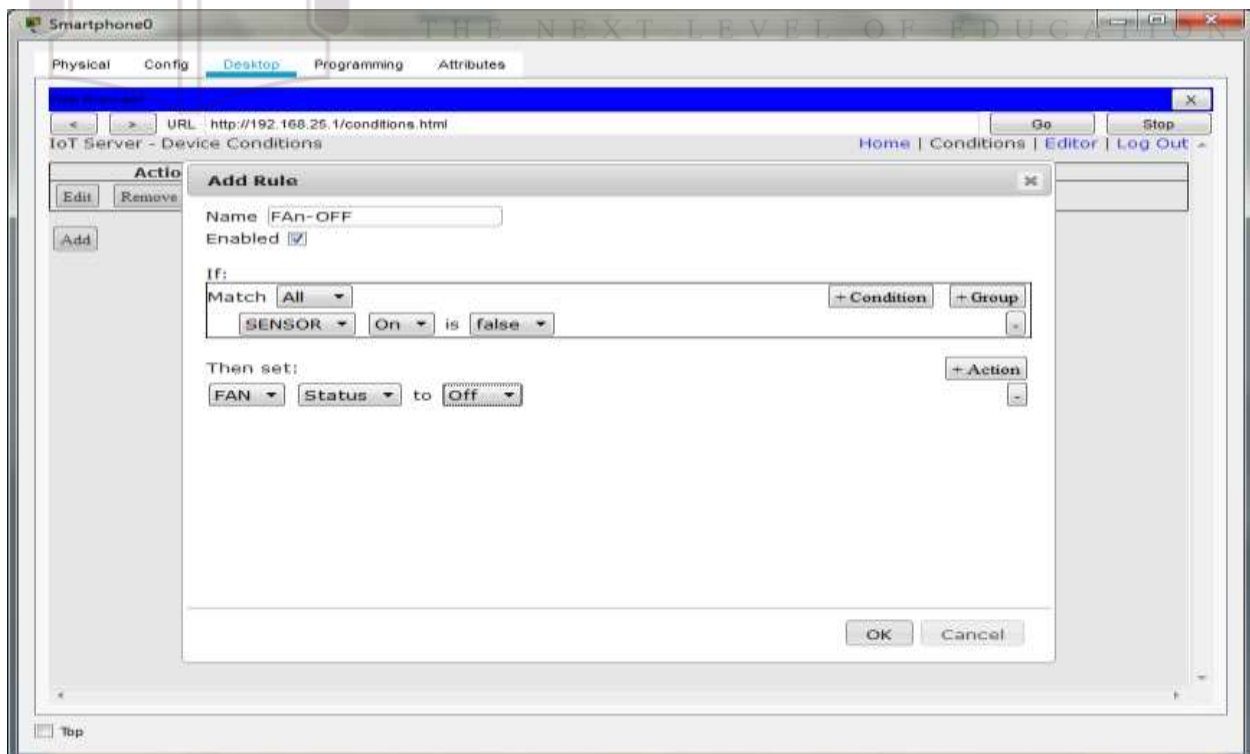 Smartphone0
THE NEXT LEVEL OF EDUCATION
Physical Config Desktop Programming Attributes
X
< > URL http://192.168.25.1/conditions.html Go Stop
IoT Server - Device Conditions Home | Conditions | Editor | Log Out
Actio
Add Rule
Edit Remove
Name FAn-OFF
Add
Enabled
If:
Match All + Condition + Group
SENSOR On is false -
Then set: + Action
FAN Status to Off -
OK Cancel
Top